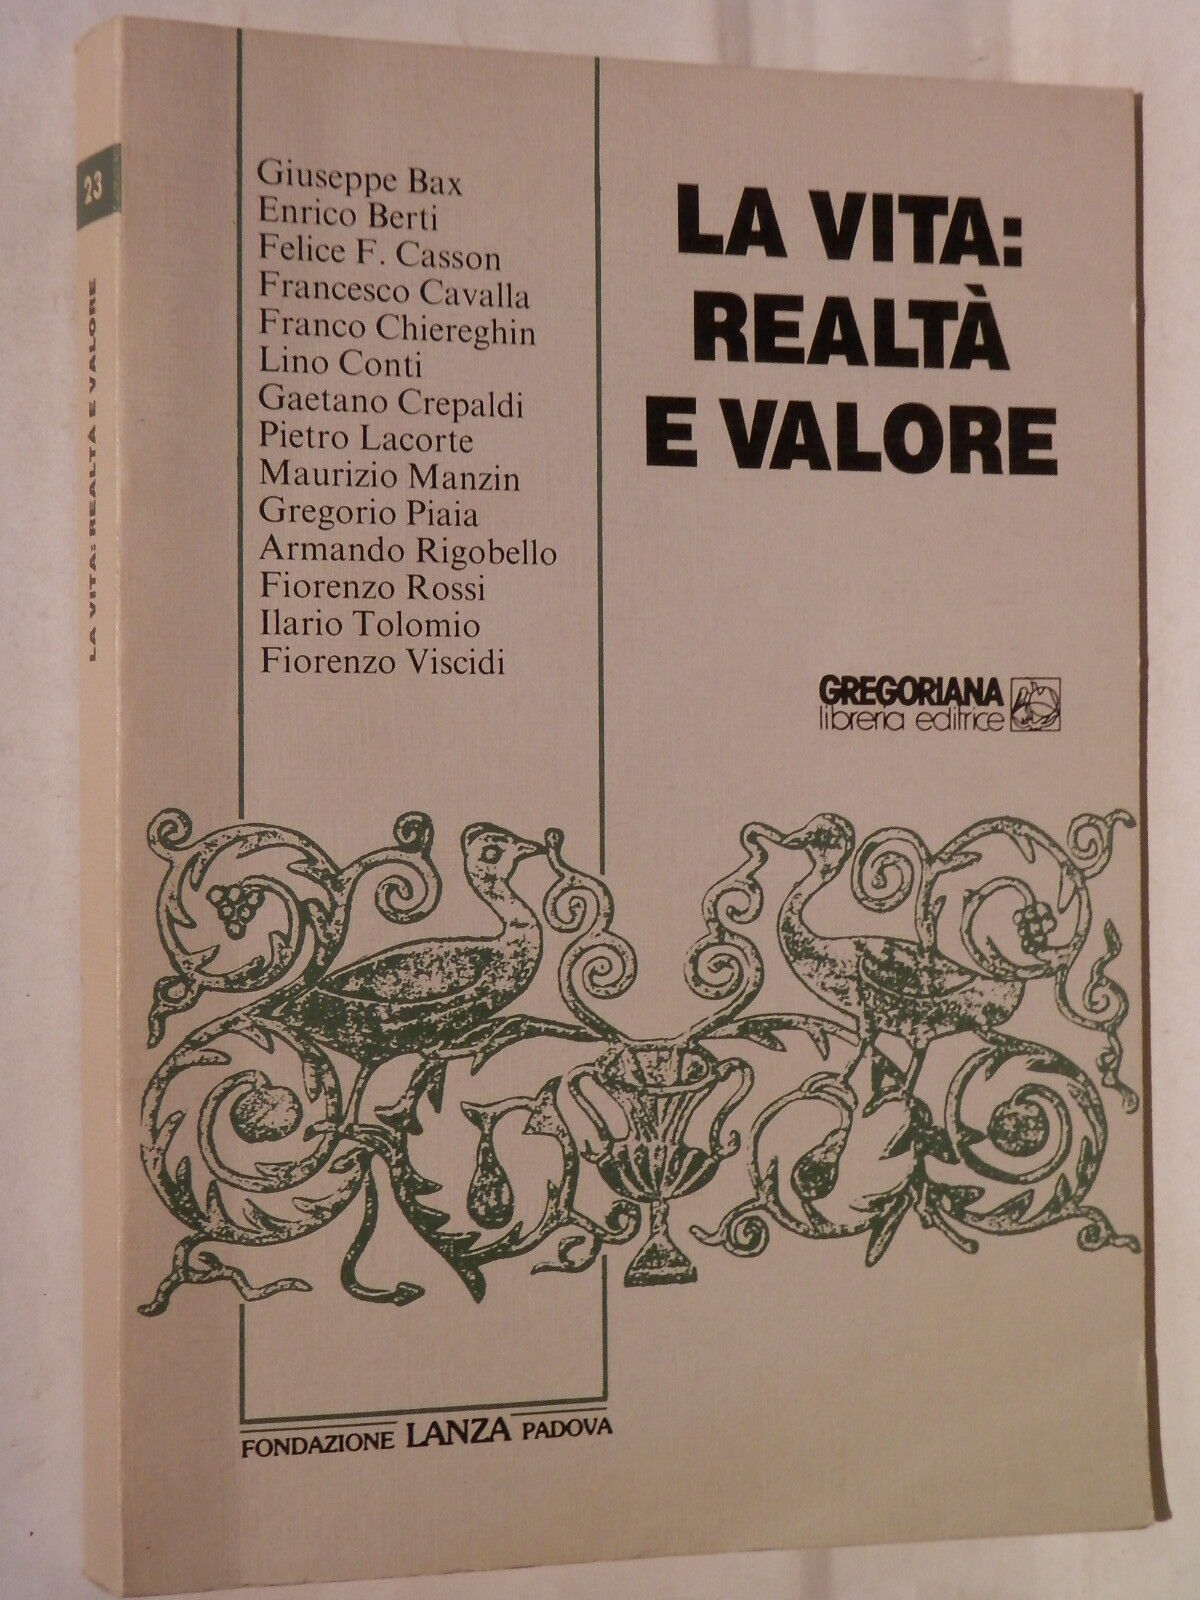 23
LA VITA: REALTÀ E VALORE
Giuseppe Bax
Enrico Berti
Felice F. Casson
Francesco Cavalla
Franco Chiereghin
Lino Conti
Gaetano Crepaldi
Pietro Lacorte
Maurizio Manzin
Gregorio Piaia
Armando Rigobello
Fiorenzo Rossi
Ilario Tolomio
Fiorenzo Viscidi
LA VITA:
REALTÀ
E VALORE
GREGORIANA
libreria editrice
FONDAZIONE LANZA PADOVA